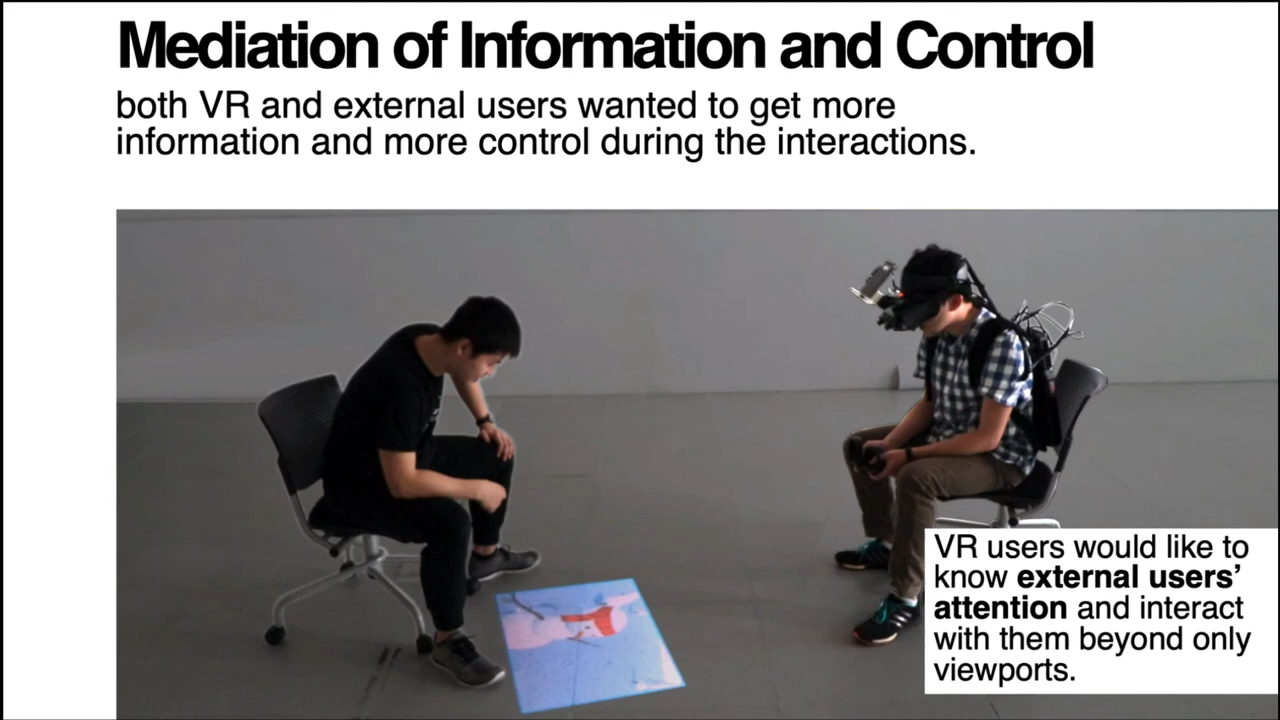 Mediation of Information and Control
both VR and external users wanted to get more
information and more control during the interactions.
VR users would like to
know external users’
attention and interact
with them beyond only
viewports.